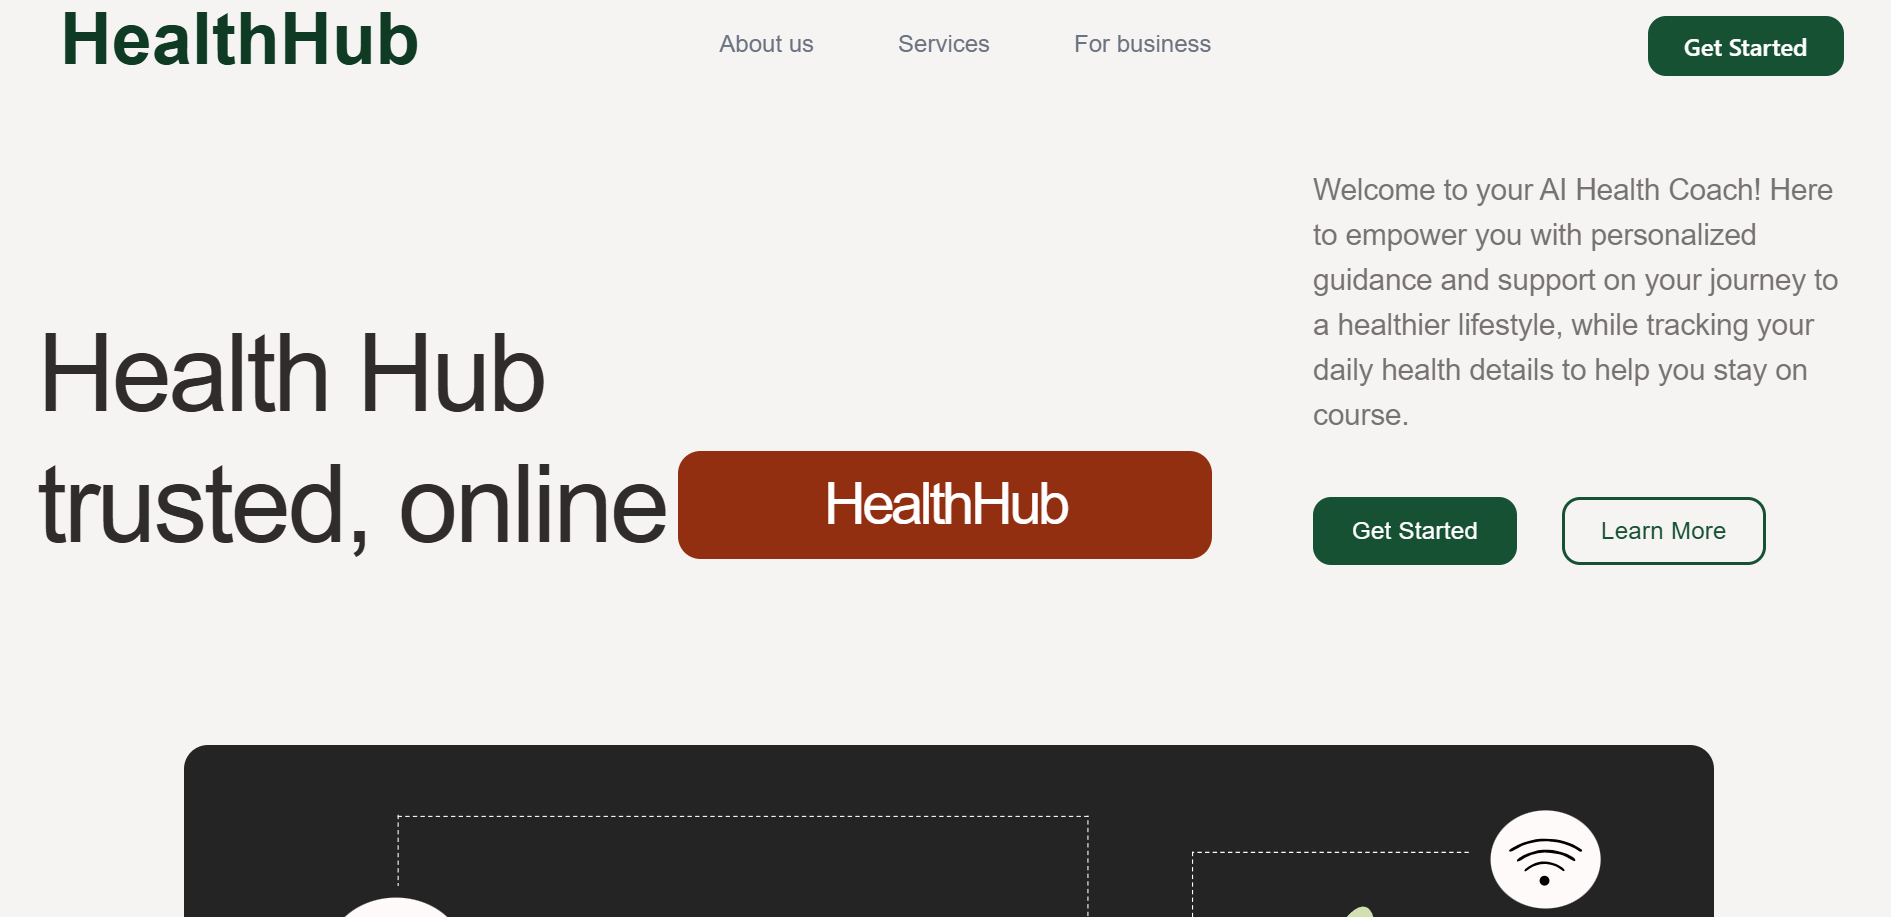 HealthHub
About us
Services
For business
Get Started
Health Hub
trusted, online
HealthHub
Welcome to your AI Health Coach! Here
to empower you with personalized
guidance and support on your journey to
a healthier lifestyle, while tracking your
daily health details to help you stay on
course.
Get Started
Learn More